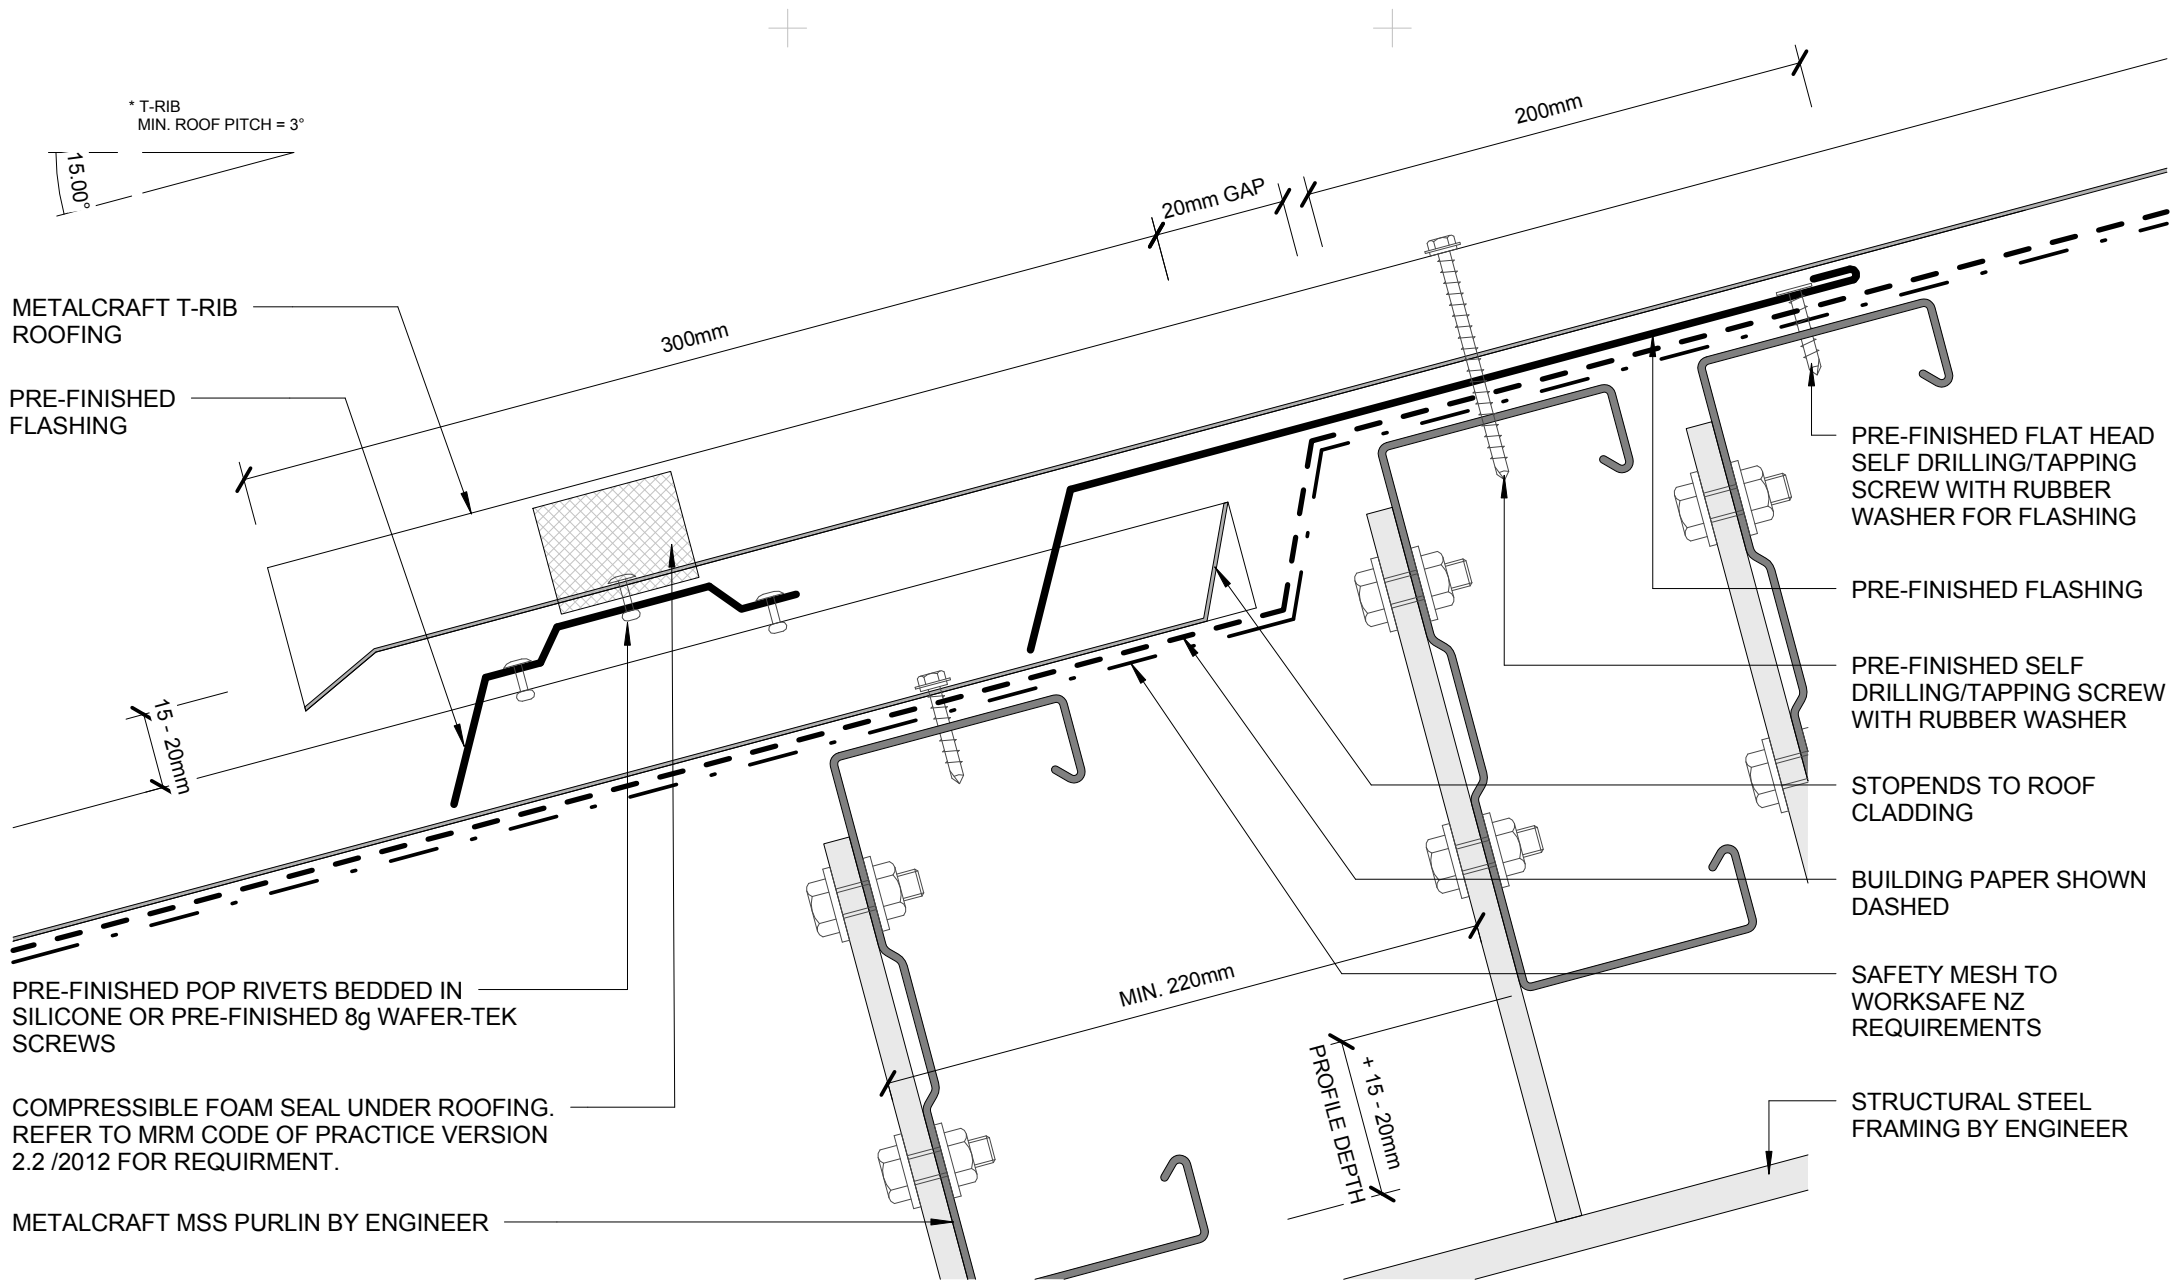 * T-RIB
MIN. ROOF PITCH = 3°
15.00°
200mm
20mm GAP
300mm
METALCRAFT T-RIB
ROOFING
PRE-FINISHED
FLASHING
15 - 20mm
PRE-FINISHED POP RIVETS BEDDED IN
SILICONE OR PRE-FINISHED 8g WAFER-TEK
SCREWS
COMPRESSIBLE FOAM SEAL UNDER ROOFING.
REFER TO MRM CODE OF PRACTICE VERSION
2.2 /2012 FOR REQUIRMENT.
METALCRAFT MSS PURLIN BY ENGINEER
MIN. 220mm
PROFILE DEPTH
+ 15 - 20mm
PRE-FINISHED FLAT HEAD
SELF DRILLING/TAPPING
SCREW WITH RUBBER
WASHER FOR FLASHING
PRE-FINISHED FLASHING
PRE-FINISHED SELF
DRILLING/TAPPING SCREW
WITH RUBBER WASHER
STOPENDS TO ROOF
CLADDING
BUILDING PAPER SHOWN
DASHED
SAFETY MESH TO
WORKSAFE NZ
REQUIREMENTS
STRUCTURAL STEEL
FRAMING BY ENGINEER